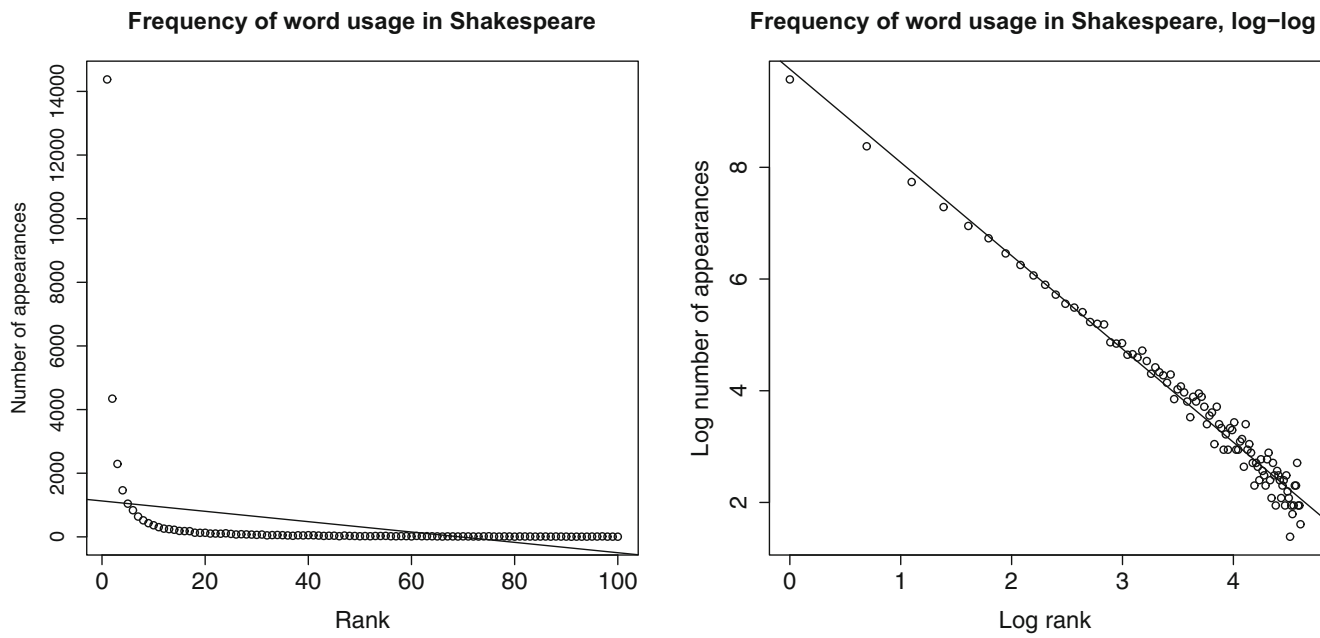 Frequency of word usage in Shakespeare
Number of appearances
14000
12000
10000
8000
6000
4000
2000
0
0 20 40 60 80 100
Rank
Frequency of word usage in Shakespeare, log−log
Log number of appearances
8
6
4
2
0 1 2 3 4
Log rank